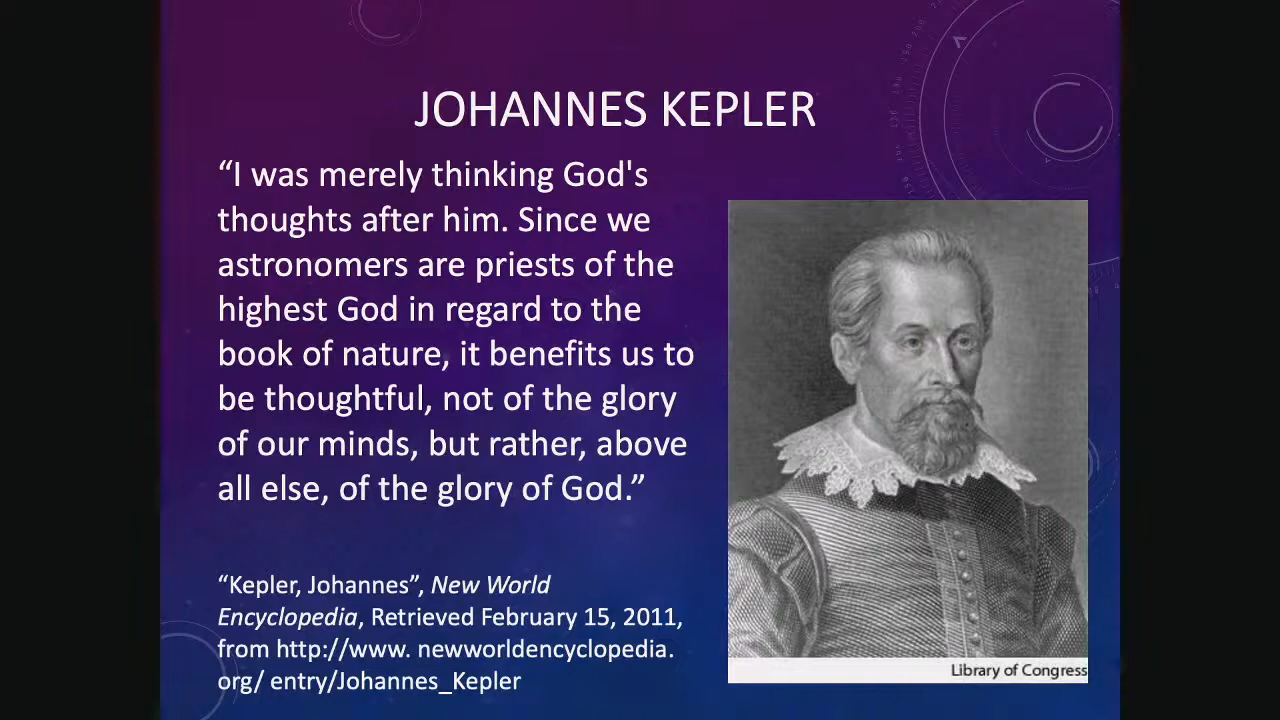 JOHANNES KEPLER
“I was merely thinking God's
thoughts after him. Since we
astronomers are priests of the
highest God in regard to the
book of nature, it benefits us to
be thoughtful, not of the glory
of our minds, but rather, above
all else, of the glory of God.”
“Kepler, Johannes”, New World
Encyclopedia, Retrieved February 15, 2011,
from http://www. newworldencyclopedia.
org/ entry/Johannes_Kepler
Library of Congress